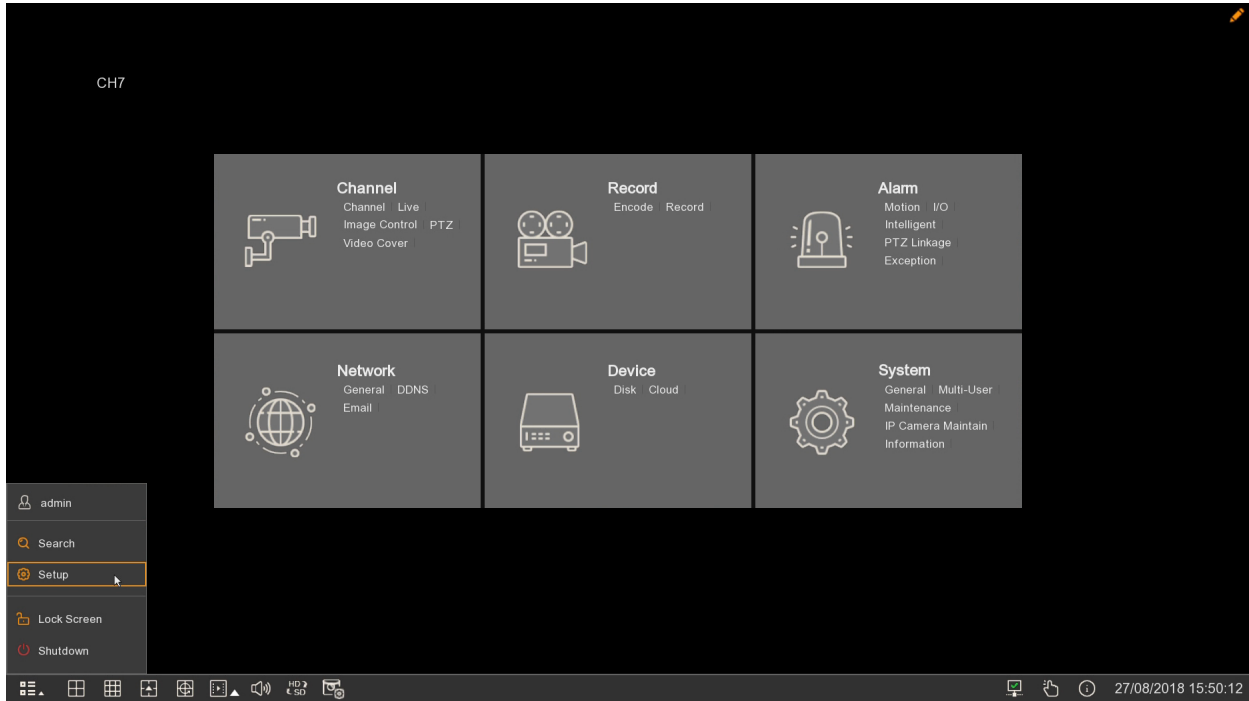 CH7
Channel
Channel Live
Image Control PTZ
Video Cover
Record
Encode Record
Alarm
Motion I/O
Intelligent
PTZ Linkage
Exception
Network
General DDNS
Email
Device
Disk Cloud
System
General Multi-User
Maintenance
IP Camera Maintain
Information
admin
Search
Setup
Lock Screen
Shutdown
HD
SD
27/08/2018 15:50:12